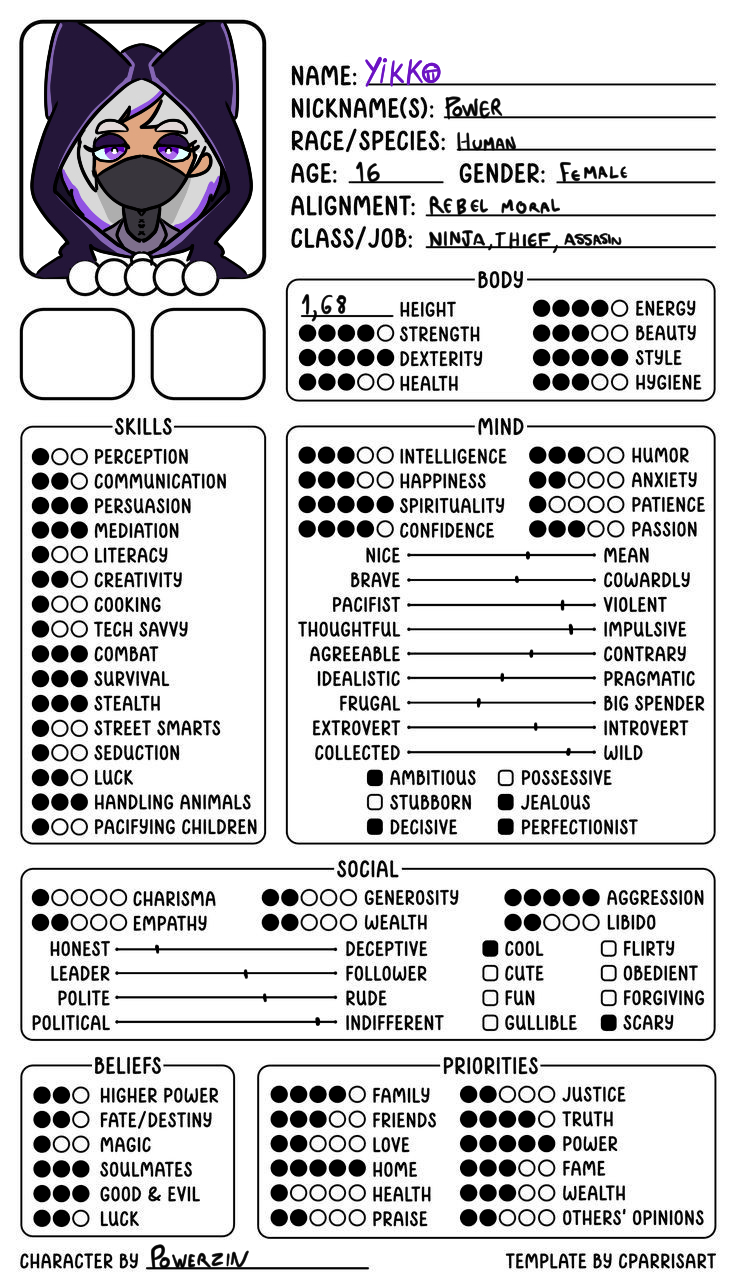 NAME: YiKKO
NICKNAME(S): POWER
RACE/SPECIES: HUMAN
AGE: 16 GENDER: FEMALE
ALIGNMENT: REBEL MORAL
CLASS/JOB: NINJA, THIEF, ASSASIN
BODY
1,68 HEIGHT ENERGY
STRENGTH BEAUTY
DEXTERITY STYLE
HEALTH HYGIENE
SKILLS
PERCEPTION
COMMUNICATION
PERSUASION
MEDIATION
LITERACY
CREATIVITY
COOKING
TECH SAVVY
COMBAT
SURVIVAL
STEALTH
STREET SMARTS
SEDUCTION
LUCK
HANDLING ANIMALS
PACIFYING CHILDREN
MIND
INTELLIGENCE HUMOR
HAPPINESS ANXIETY
SPIRITUALITY PATIENCE
CONFIDENCE PASSION
NICE MEAN
BRAVE COWARDLY
PACIFIST VIOLENT
THOUGHTFUL IMPULSIVE
AGREEABLE CONTRARY
IDEALISTIC PRAGMATIC
FRUGAL BIG SPENDER
EXTROVERT INTROVERT
COLLECTED WILD
AMBITIOUS POSSESSIVE
STUBBORN JEALOUS
DECISIVE PERFECTIONIST
SOCIAL
CHARISMA GENEROSITY AGGRESSION
EMPATHY WEALTH LIBIDO
HONEST DECEPTIVE COOL FLIRTY
LEADER FOLLOWER CUTE OBEDIENT
POLITE RUDE FUN FORGIVING
POLITICAL INDIFFERENT GULLIBLE SCARY
BELIEFS
HIGHER POWER
FATE/DESTINY
MAGIC
SOULMATES
GOOD & EVIL
LUCK
PRIORITIES
FAMILY JUSTICE
FRIENDS TRUTH
LOVE POWER
HOME FAME
HEALTH WEALTH
PRAISE OTHERS' OPINIONS
CHARACTER BY POWERZIN TEMPLATE BY CPARRISART